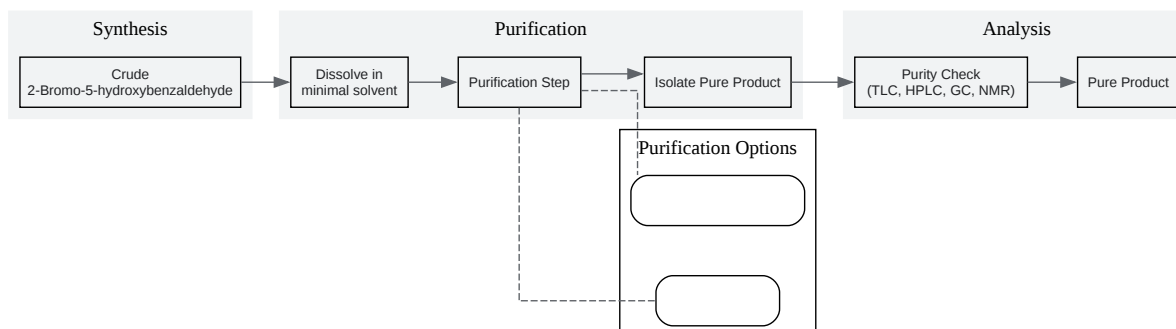 Synthesis
Purification
Analysis
Crude
2-Bromo-5-hydroxybenzaldehyde
Dissolve in
minimal solvent
Purification Step
Isolate Pure Product
Purity Check
(TLC, HPLC, GC, NMR)
Pure Product
Purification Options